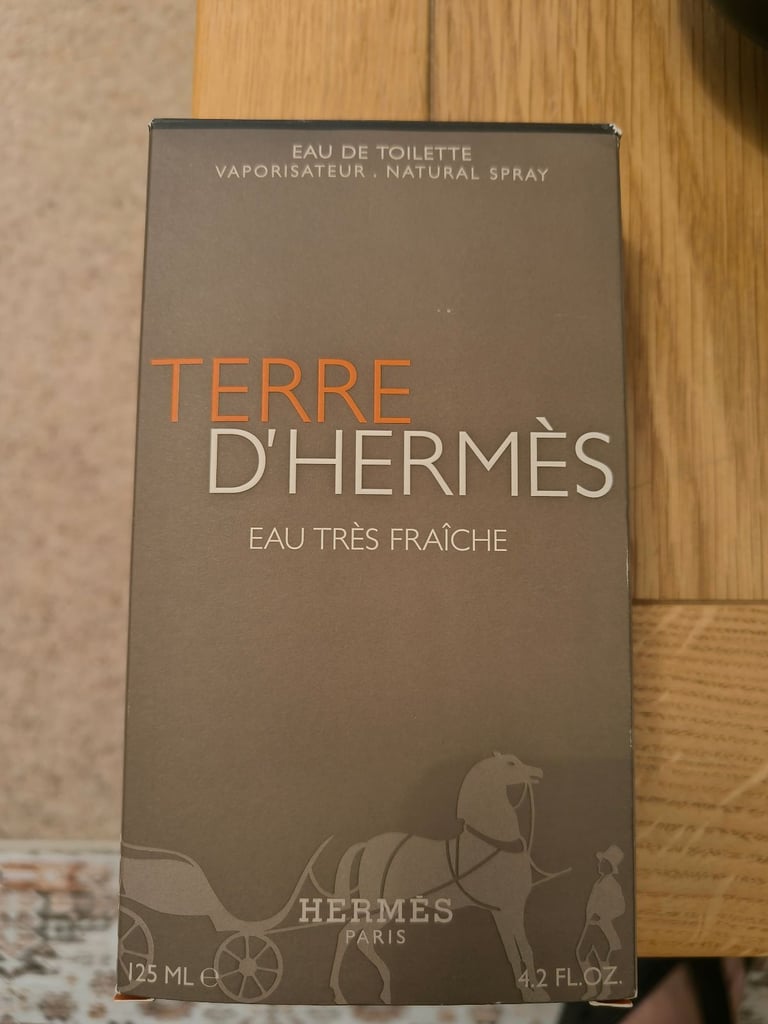 EAU DE TOILETTE
VAPORISATEUR . NATURAL SPRAY
TERRE
D'HERMÈS
EAU TRÈS FRAÎCHE
HERMÈS
PARIS
125 ML ℮
4.2 FL.OZ.